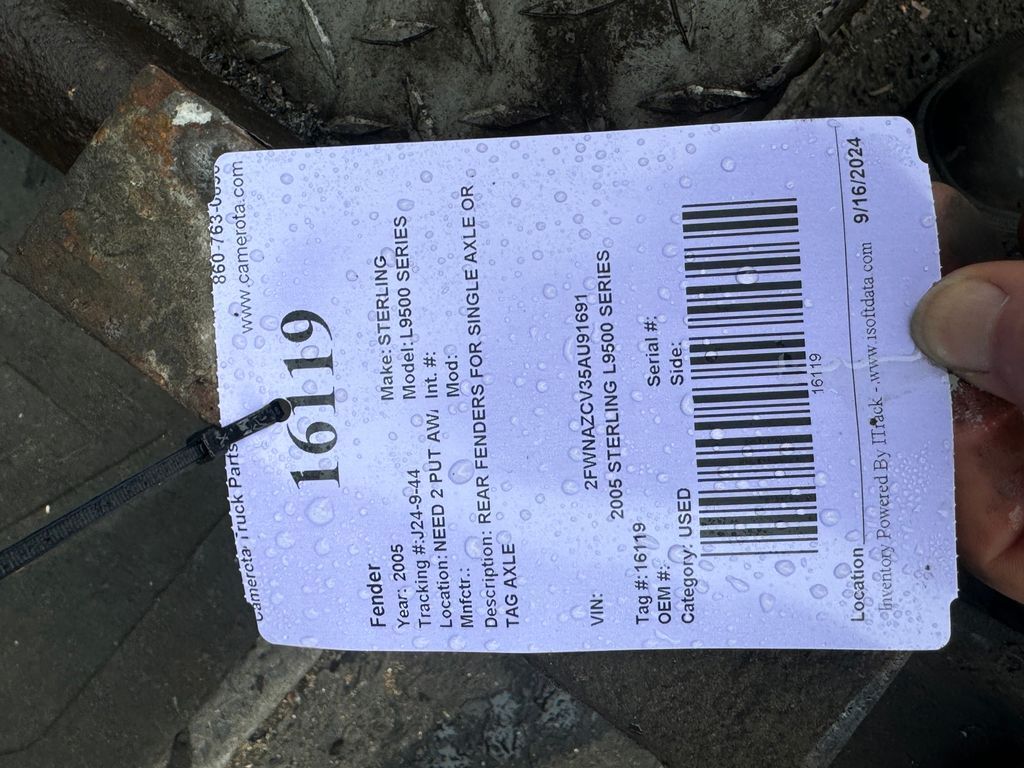 Camerota Truck Parts
860-763-0896
www.camerota.com
16119
Fender
Year: 2005 Make: STERLING
Tracking #:J24-9-44 Model: L9500 SERIES
Location: NEED 2 PUT AW Int. #:
Mnfctr.: Mod:
Description: REAR FENDERS FOR SINGLE AXLE OR
TAG AXLE
VIN: 2FWNAZCV35AU91691
2005 STERLING L9500 SERIES
Tag #:16119 Serial #:
OEM #: Side:
Category: USED
16119
Location 9/16/2024
Inventory Powered By ITrack - www.isoftdata.com